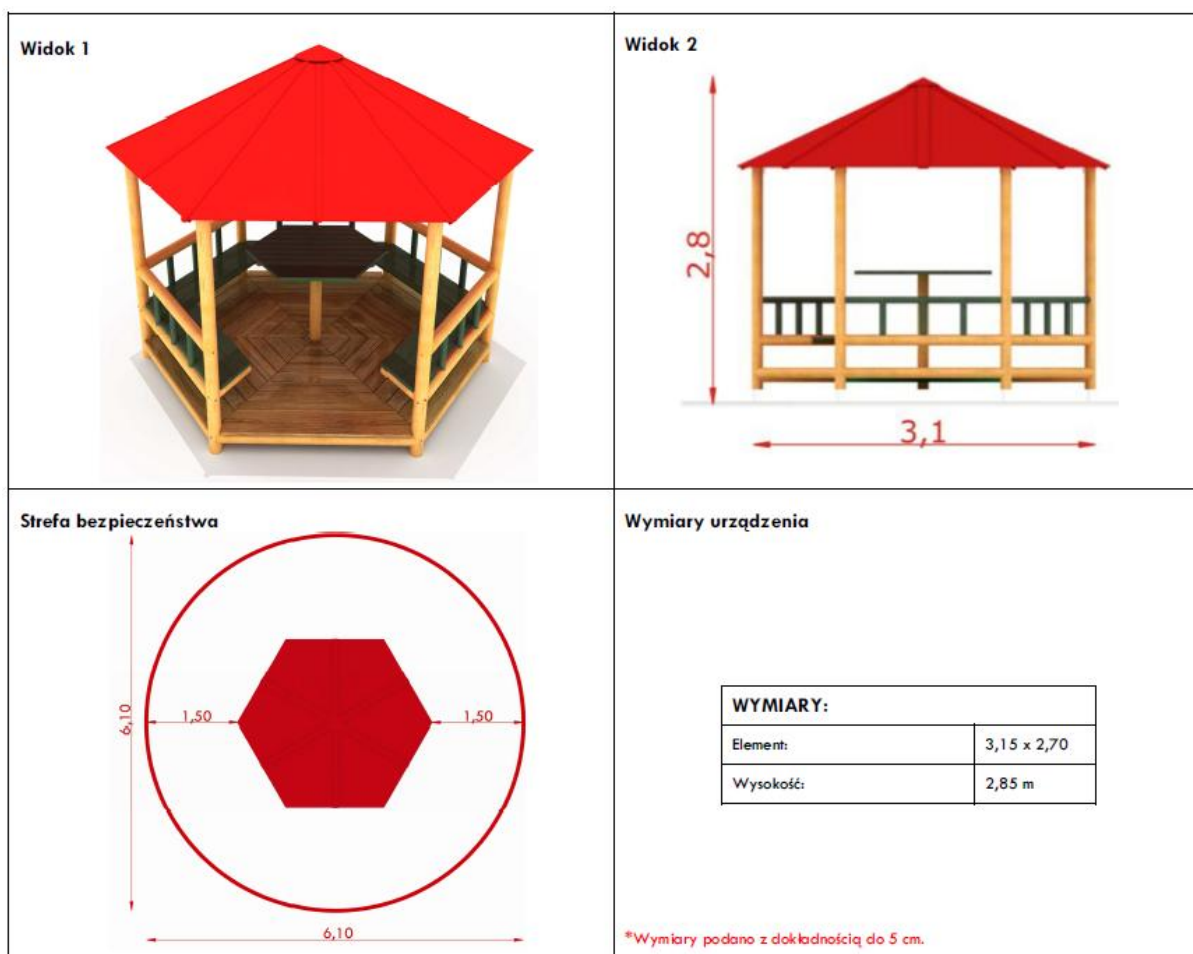 Widok 1
Widok 2
2,8
3,1
Strefa bezpieczeństwa
6,10
1,50
1,50
6,10
Wymiary urządzenia
WYMIARY:
Element: 3,15 x 2,70
Wysokość: 2,85 m
*Wymiary podano z dokładnością do 5 cm.